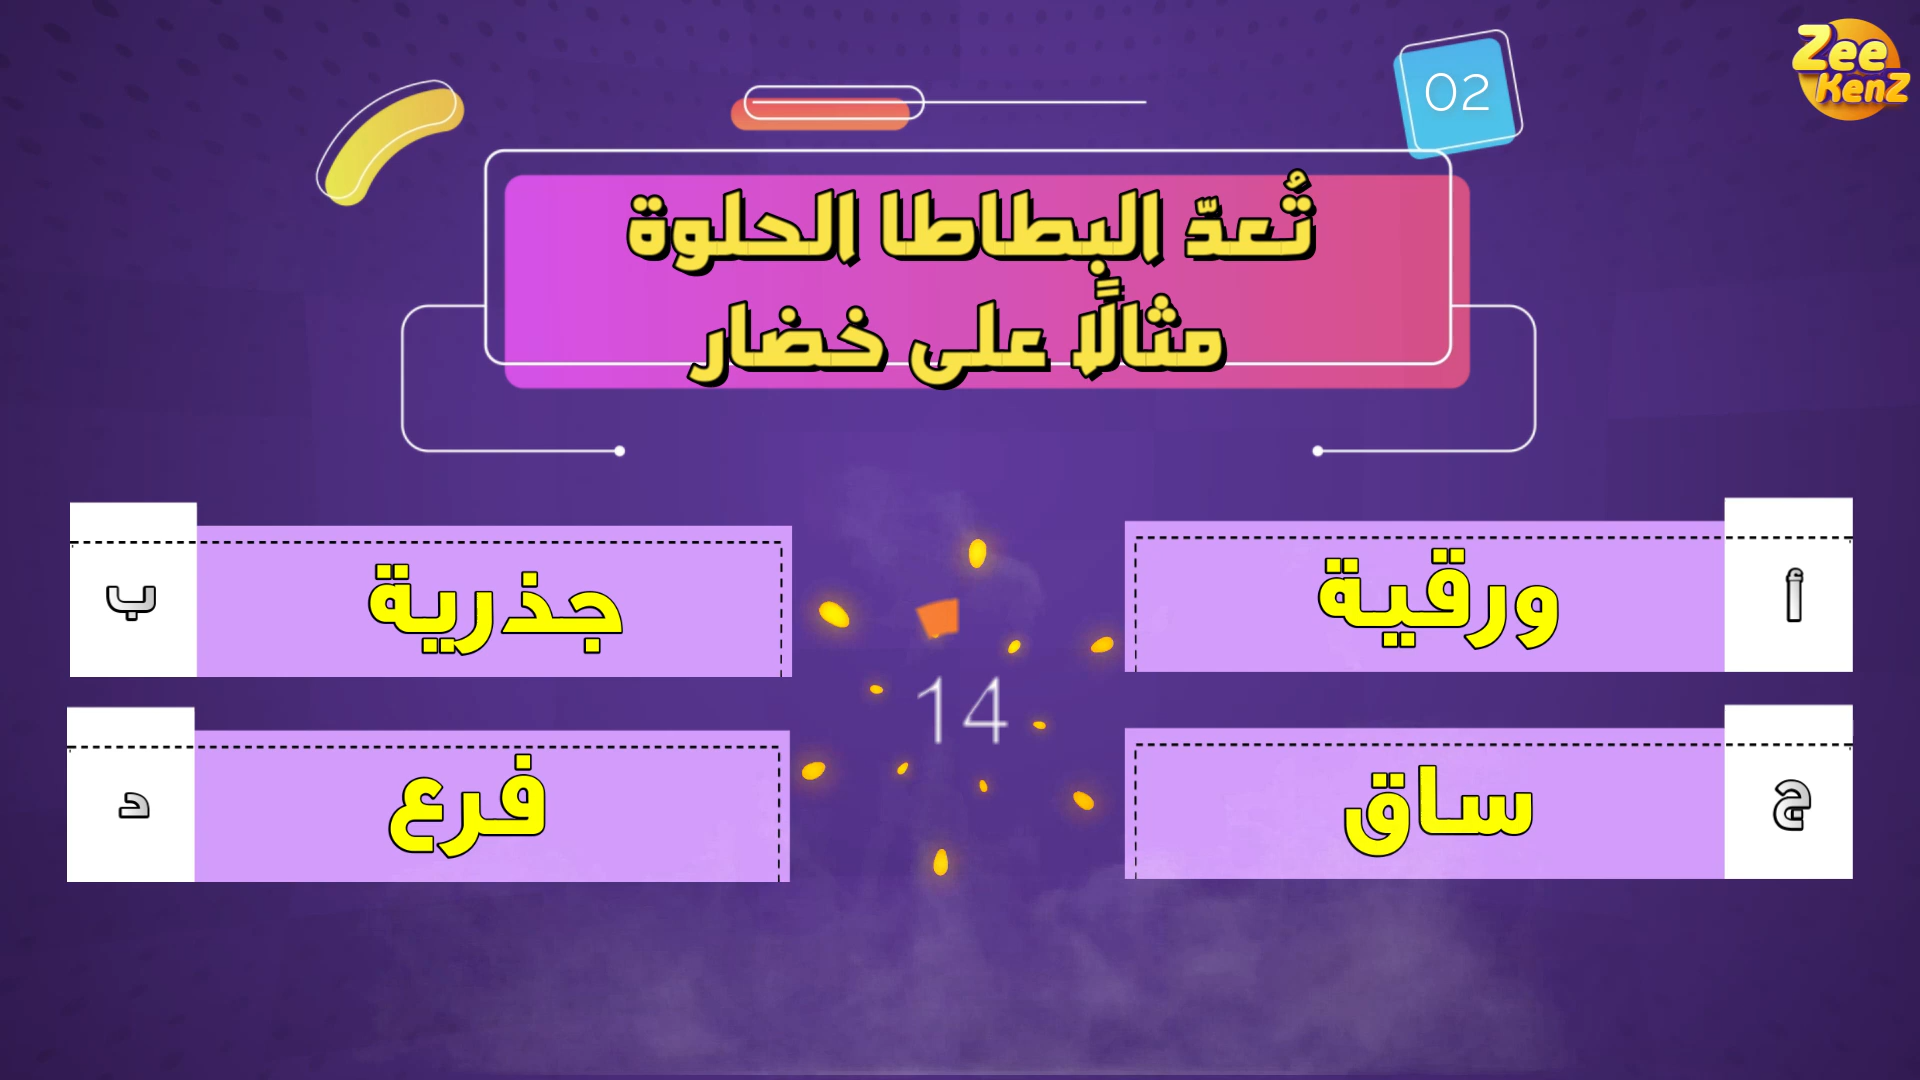 Zee
KenZ
02
تُعدّ البطاطا الحلوة
مثالًا على خضار
أ
ورقية
ب
جذرية
14
ج
ساق
د
فرع